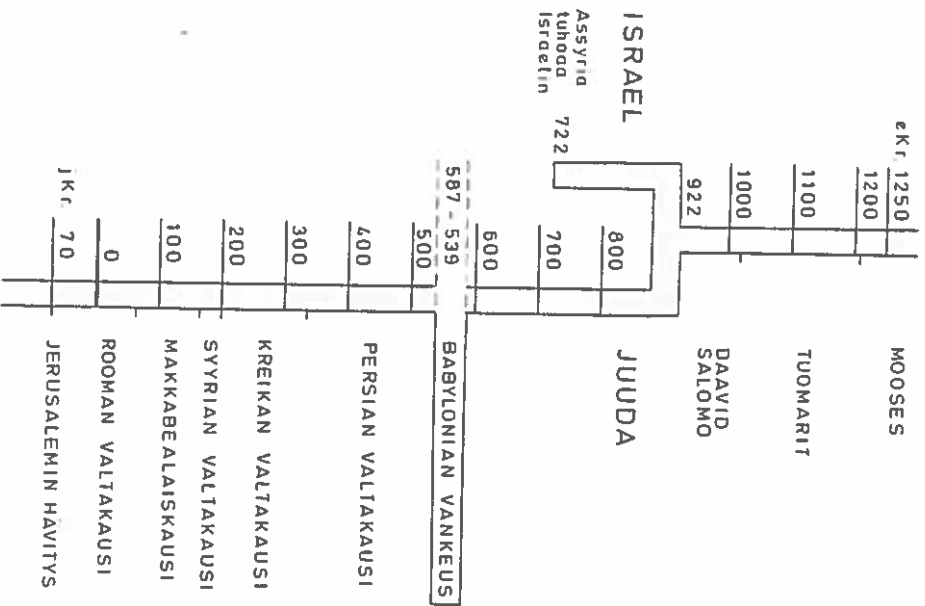 eKr. 1250 MOOSES
1200
1100 TUOMARIT
1000
DAAVID
922 SALOMO
ISRAEL 800 JUUDA
Assyria
tuhoaa 722 700
Israelin
600
587 - 539 BABYLONIAN VANKEUS
500
400 PERSIAN VALTAKAUSI
300
KREIKAN VALTAKAUSI
200
SYYRIAN VALTAKAUSI
100 MAKKABEALAISKAUSI
0 ROOMAN VALTAKAUSI
jKr. 70 JERUSALEMIN HÄVITYS